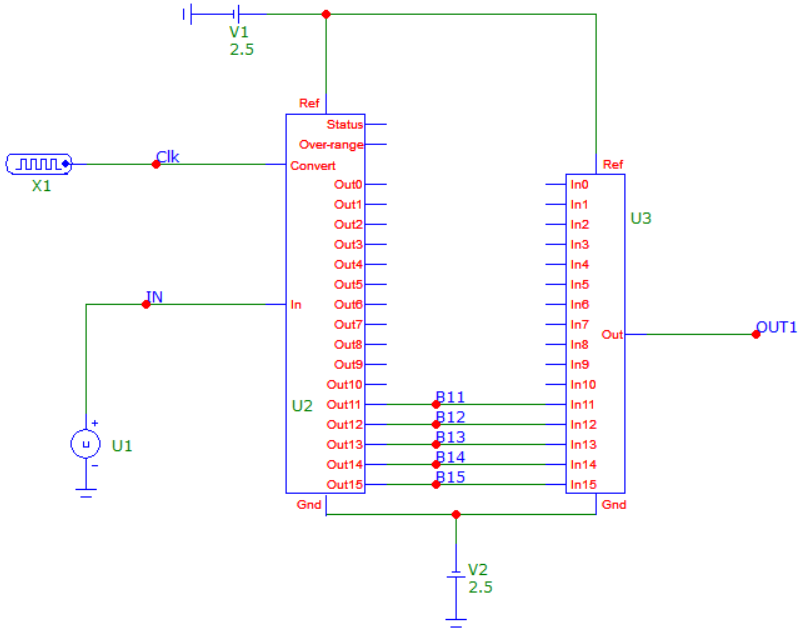 V1
2.5
Ref
Status
Over-range
Clk
Convert
X1
Out0
Out1
Out2
Out3
Out4
Out5
IN
In
Out6
Out7
Out8
Out9
Out10
U2
Out11
Out12
Out13
Out14
Out15
Gnd
u
+
-
U1
B11
B12
B13
B14
B15
Ref
In0
In1
In2
U3
In3
In4
In5
In6
In7
Out
OUT1
In8
In9
In10
In11
In12
In13
In14
In15
Gnd
V2
2.5